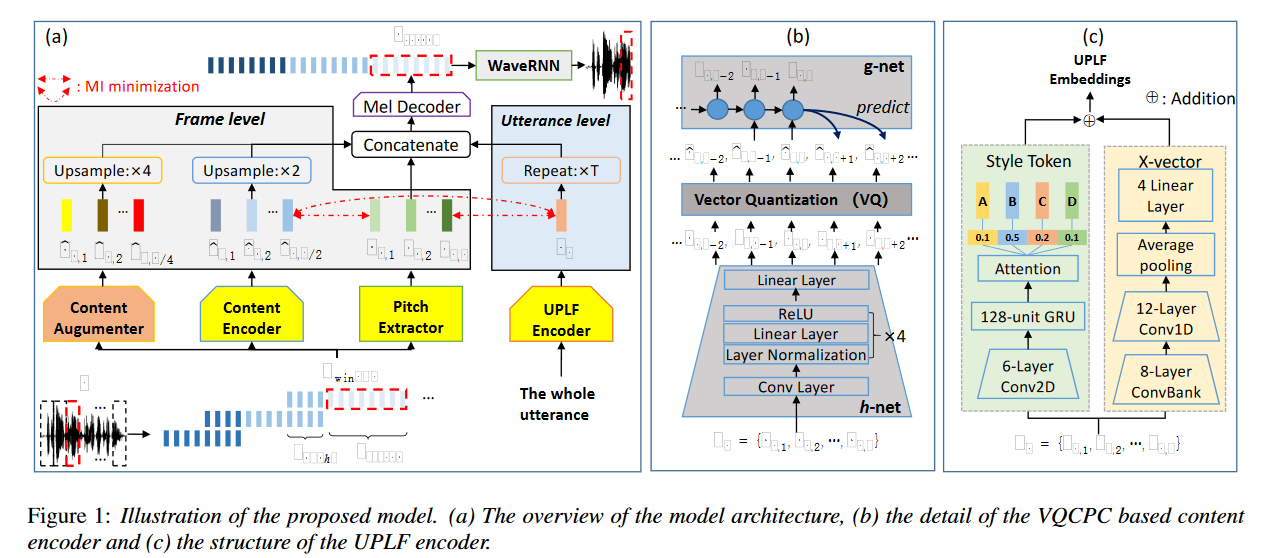 (a)
WaveRNN
: MI minimization
Mel Decoder
Frame level
Utterance level
Concatenate
Upsample:×4
Upsample:×2
Repeat:×T
Content
Augumenter
Content
Encoder
Pitch
Extractor
UPLF
Encoder
The whole
utterance
(b)
g-net
predict
Vector Quantization (VQ)
Linear Layer
ReLU
Linear Layer
Layer Normalization
×4
Conv Layer
h-net
(c)
UPLF
Embeddings
⊕: Addition
Style Token
A B C D
0.1 0.5 0.2 0.1
Attention
128-unit GRU
6-Layer
Conv2D
X-vector
4 Linear
Layer
Average
pooling
12-Layer
Conv1D
8-Layer
ConvBank
Figure 1: Illustration of the proposed model. (a) The overview of the model architecture, (b) the detail of the VQCPC based content
encoder and (c) the structure of the UPLF encoder.